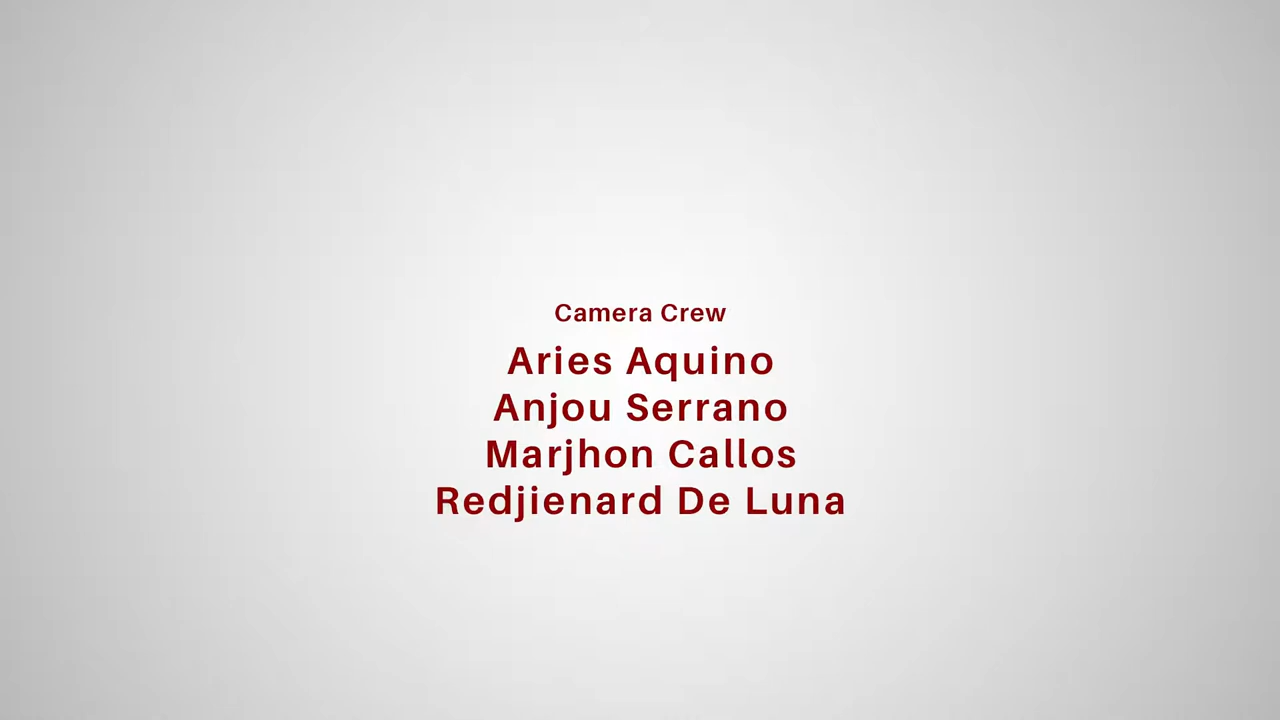 Camera Crew
Aries Aquino
Anjou Serrano
Marjhon Callos
Redjienard De Luna